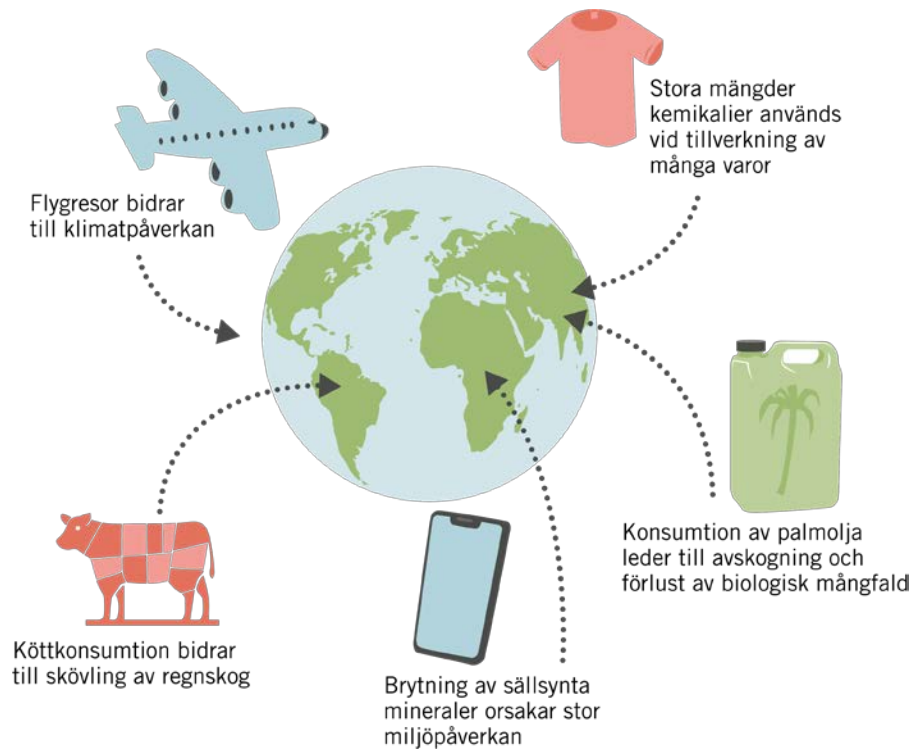 Flygresor bidrar
till klimatpåverkan
Stora mängder
kemikalier används
vid tillverkning av
många varor
Konsumtion av palmolja
leder till avskogning och
förlust av biologisk mångfald
Köttkonsumtion bidrar
till skövling av regnskog
Brytning av sällsynta
mineraler orsakar stor
miljöpåverkan